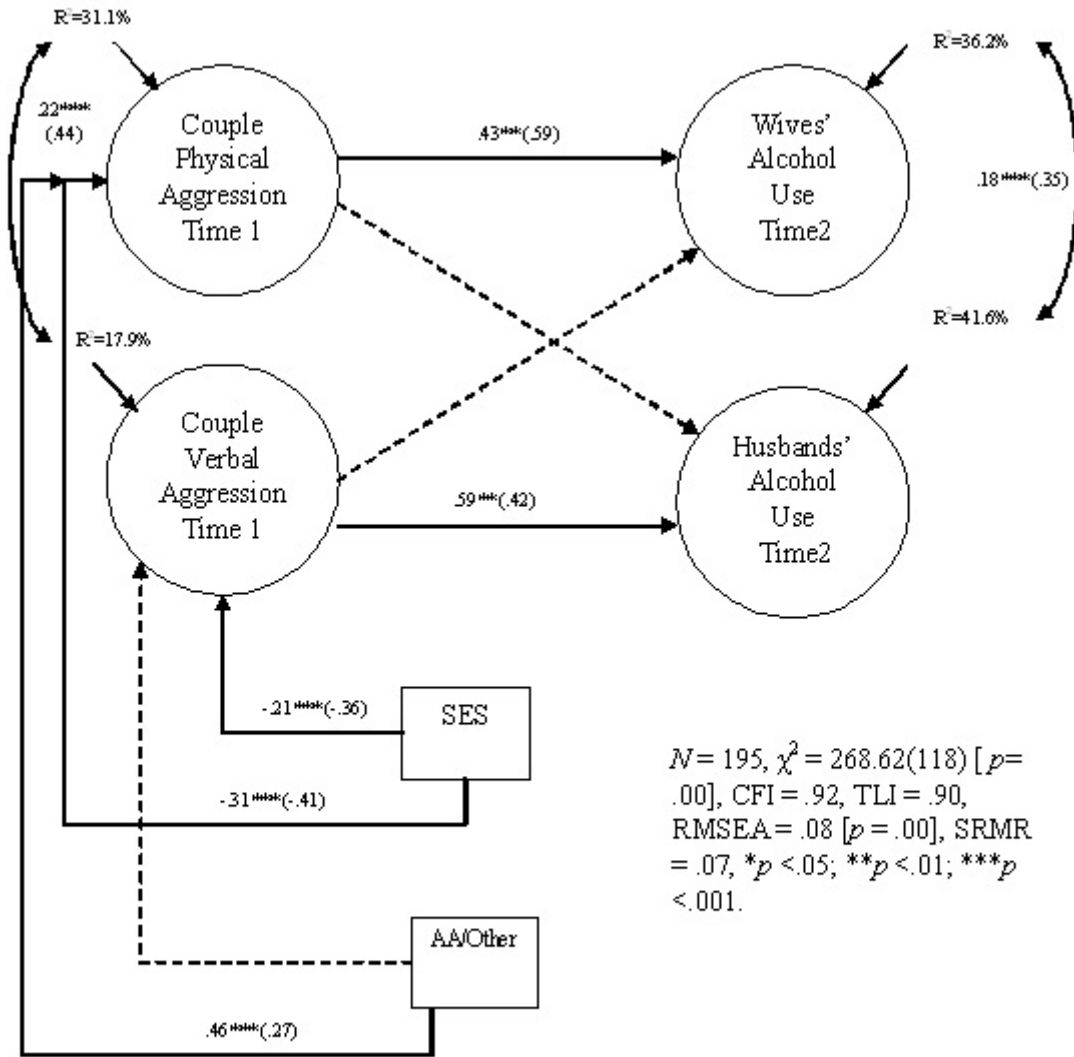 R²=31.1%
R²=36.2%
.22****
(.44)
Couple
Physical
Aggression
Time 1
.43***(.59)
Wives’
Alcohol
Use
Time2
.18****(.35)
R²=17.9%
R²=41.6%
Couple
Verbal
Aggression
Time 1
.59***(.42)
Husbands’
Alcohol
Use
Time2
-.21****(-.36)
SES
-.31****(-.41)
N = 195, χ² = 268.62(118) [ p=
.00], CFI = .92, TLI = .90,
RMSEA = .08 [p = .00], SRMR
= .07, *p <.05; **p <.01; ***p
<.001.
AA/Other
.46****(.27)